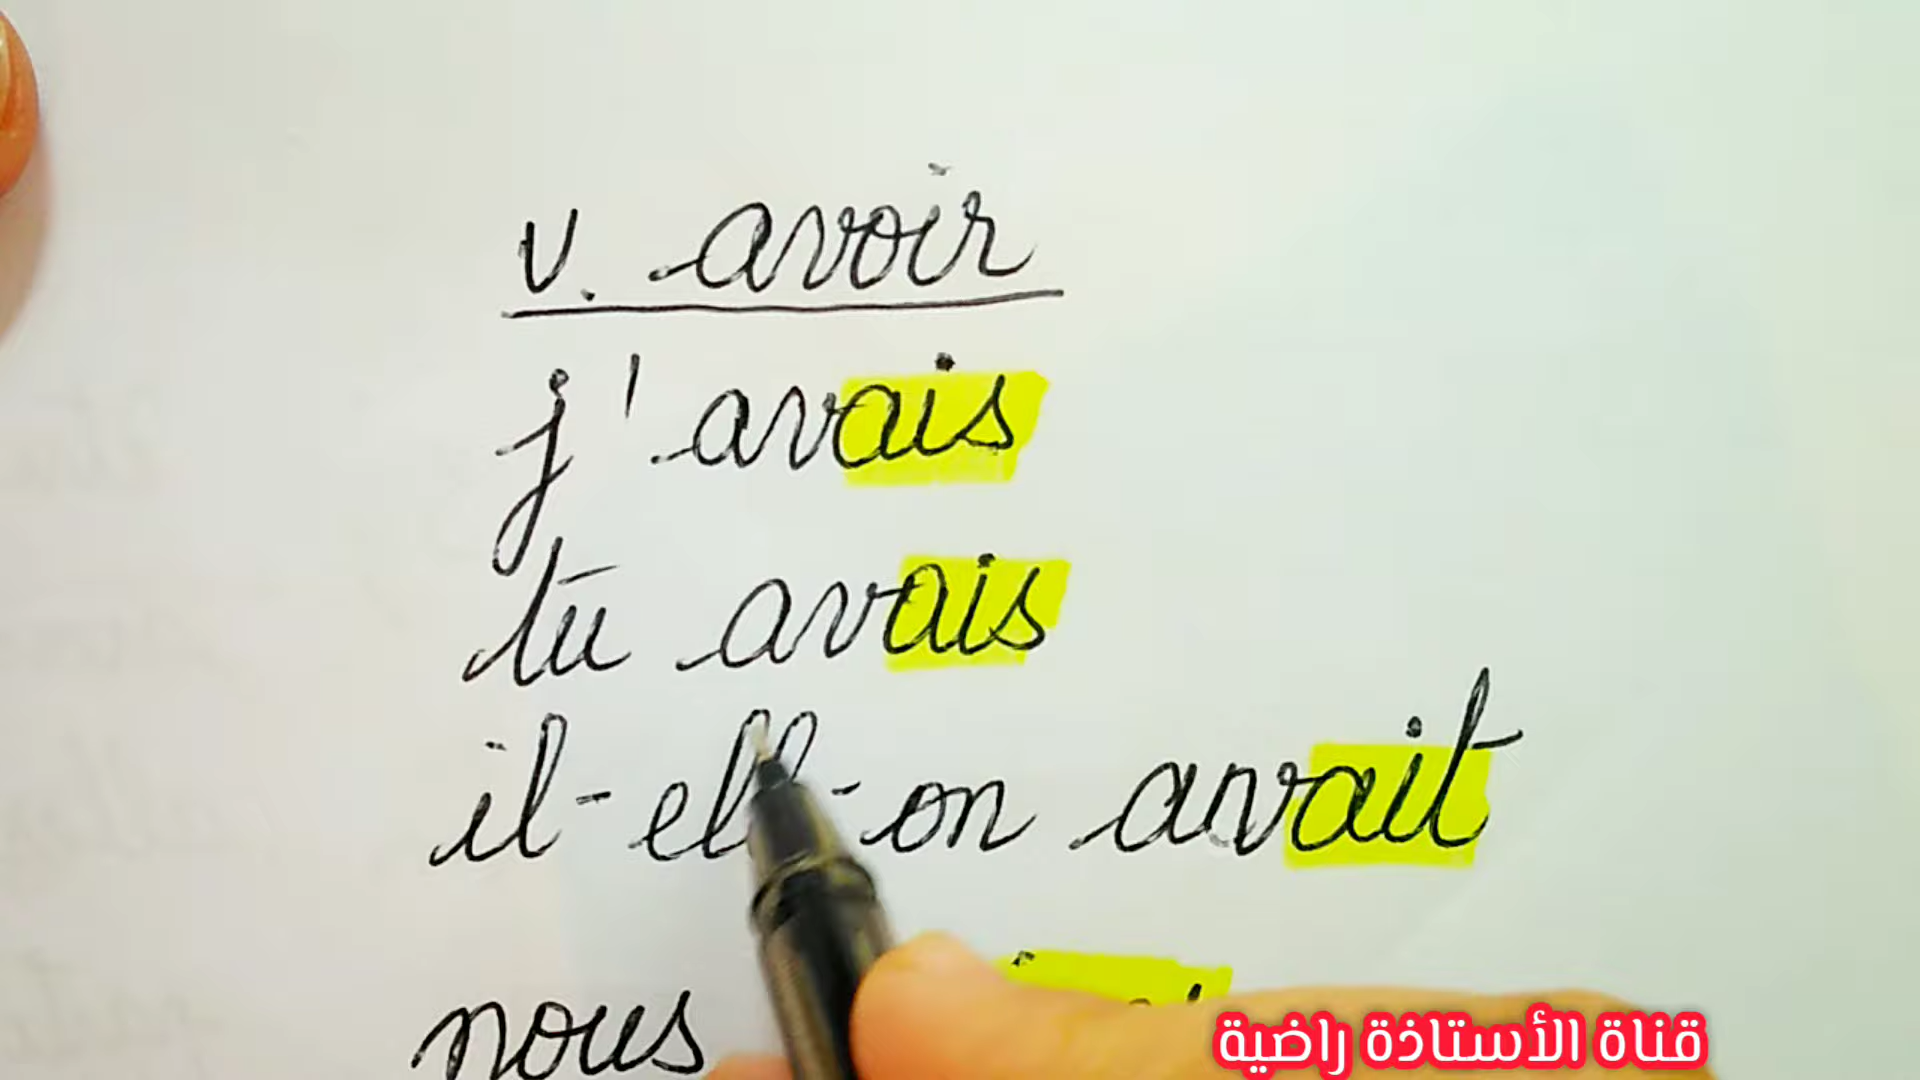 v. avoir
j'avais
tu avais
il-elle-on avait
nous
قناة الأستاذة راضية